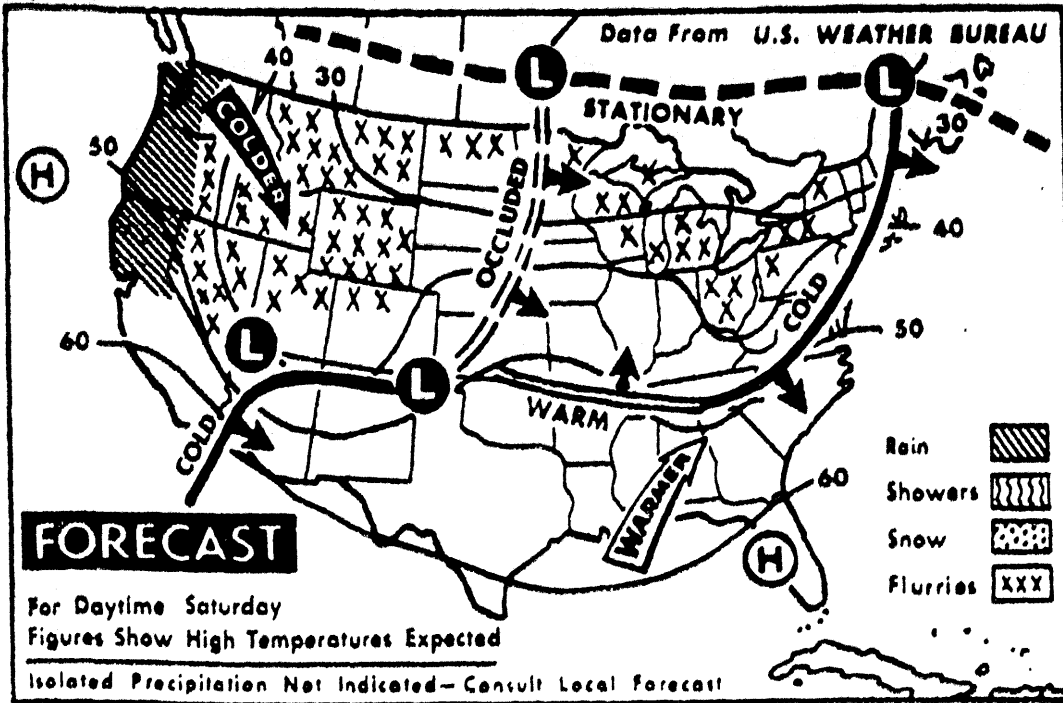 Data From U.S. WEATHER BUREAU
L
L
40
30
STATIONARY
30
COLDER
50
H
OCCLUDED
40
COLD
50
60
L
L
WARM
COLD
WARMER
60
H
Rain
Showers
Snow
Flurries
XXX
FORECAST
For Daytime Saturday
Figures Show High Temperatures Expected
Isolated Precipitation Not Indicated—Consult Local Forecast